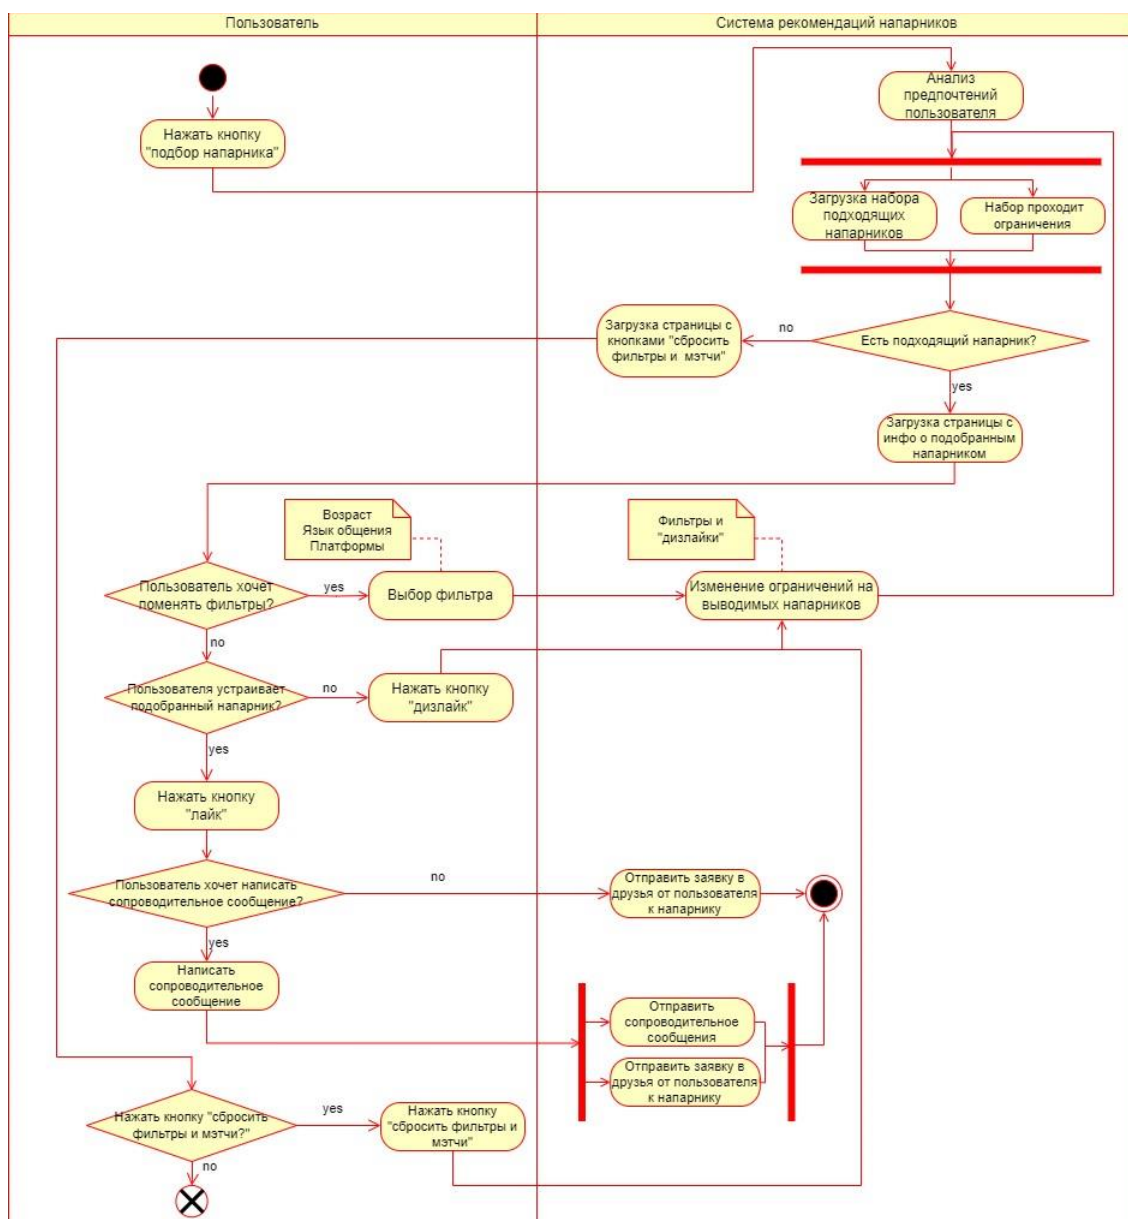 Пользователь
Система рекомендаций напарников
Анализ
предпочтений
пользователя
Нажать кнопку
"подбор напарника"
Загрузка набора
подходящих
напарников
Набор проходит
ограничения
Загрузка страницы с
кнопками "сбросить
фильтры и мэтчи"
no
Есть подходящий напарник?
yes
Загрузка страницы с
инфо о подобранным
напарником
Возраст
Язык общения
Платформы
Фильтры и
"дизлайки"
Пользователь хочет
поменять фильтры?
yes
Выбор фильтра
Изменение ограничений на
выводимых напарников
no
Пользователя устраивает
подобранный напарник?
no
Нажать кнопку
"дизлайк"
yes
Нажать кнопку
"лайк"
Пользователь хочет написать
сопроводительное сообщение?
no
Отправить заявку в
друзья от пользователя
к напарнику
yes
Написать
сопроводительное
сообщение
Отправить
сопроводительное
сообщения
Отправить заявку в
друзья от пользователя
к напарнику
Нажать кнопку "сбросить
фильтры и мэтчи?"
yes
Нажать кнопку
"сбросить фильтры и
мэтчи"
no